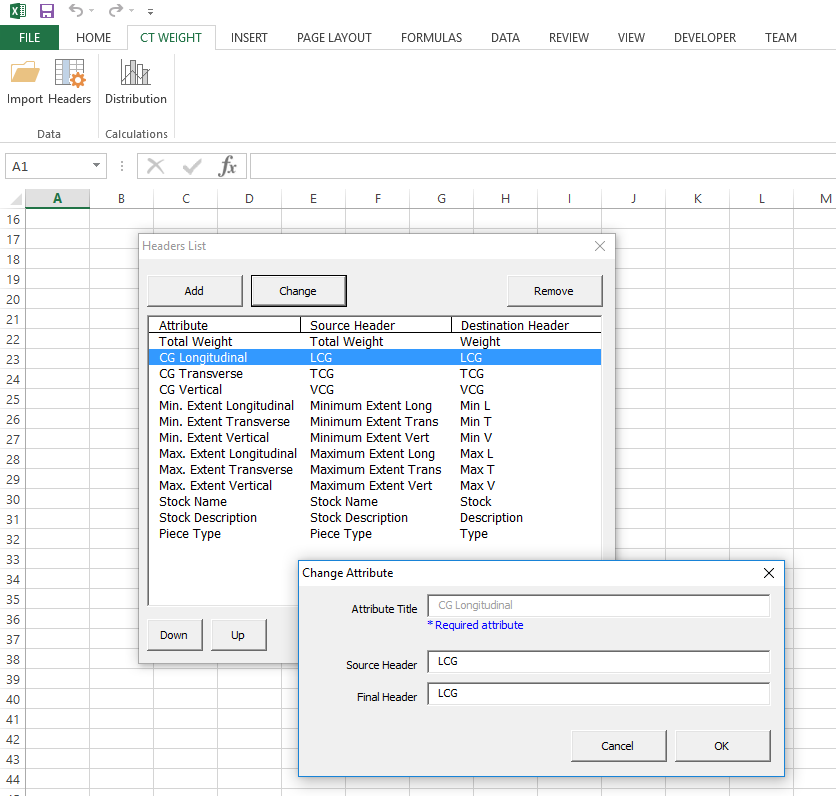 FILE HOME CT WEIGHT INSERT PAGE LAYOUT FORMULAS DATA REVIEW VIEW DEVELOPER TEAM
Import Headers Distribution
Data Calculations
A1 fx
A B C D E F G H I J K L M
16
17
18
19
20
21
22
23
24
25
26
27
28
29
30
31
32
33
34
35
36
37
38
39
40
41
42
43
44
Headers List
Add Change Remove
Attribute Source Header Destination Header
Total Weight Total Weight Weight
CG Longitudinal LCG LCG
CG Transverse TCG TCG
CG Vertical VCG VCG
Min. Extent Longitudinal Minimum Extent Long Min L
Min. Extent Transverse Minimum Extent Trans Min T
Min. Extent Vertical Minimum Extent Vert Min V
Max. Extent Longitudinal Maximum Extent Long Max L
Max. Extent Transverse Maximum Extent Trans Max T
Max. Extent Vertical Maximum Extent Vert Max V
Stock Name Stock Name Stock
Stock Description Stock Description Description
Piece Type Piece Type Type
Down Up
Change Attribute
Attribute Title CG Longitudinal
* Required attribute
Source Header LCG
Final Header LCG
Cancel OK